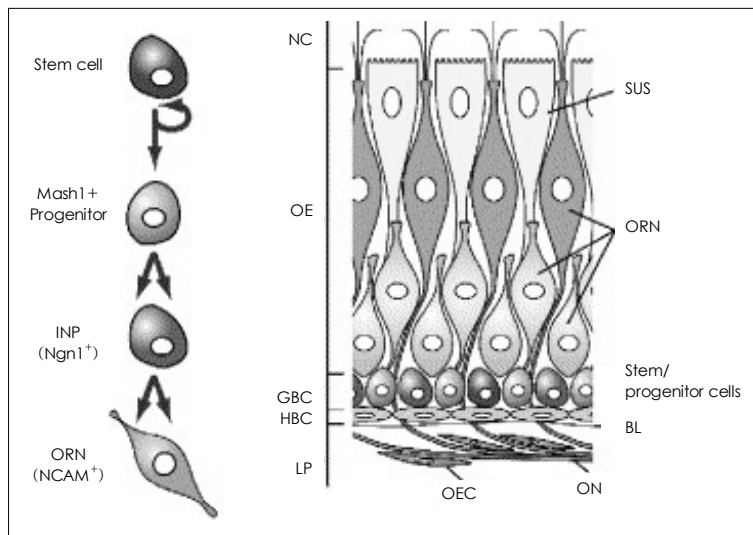 Stem cell
Mash1+
Progenitor
INP
(Ngn1+)
ORN
(NCAM+)
NC
OE
GBC
HBC
LP
SUS
ORN
Stem/
progenitor cells
BL
OEC
ON